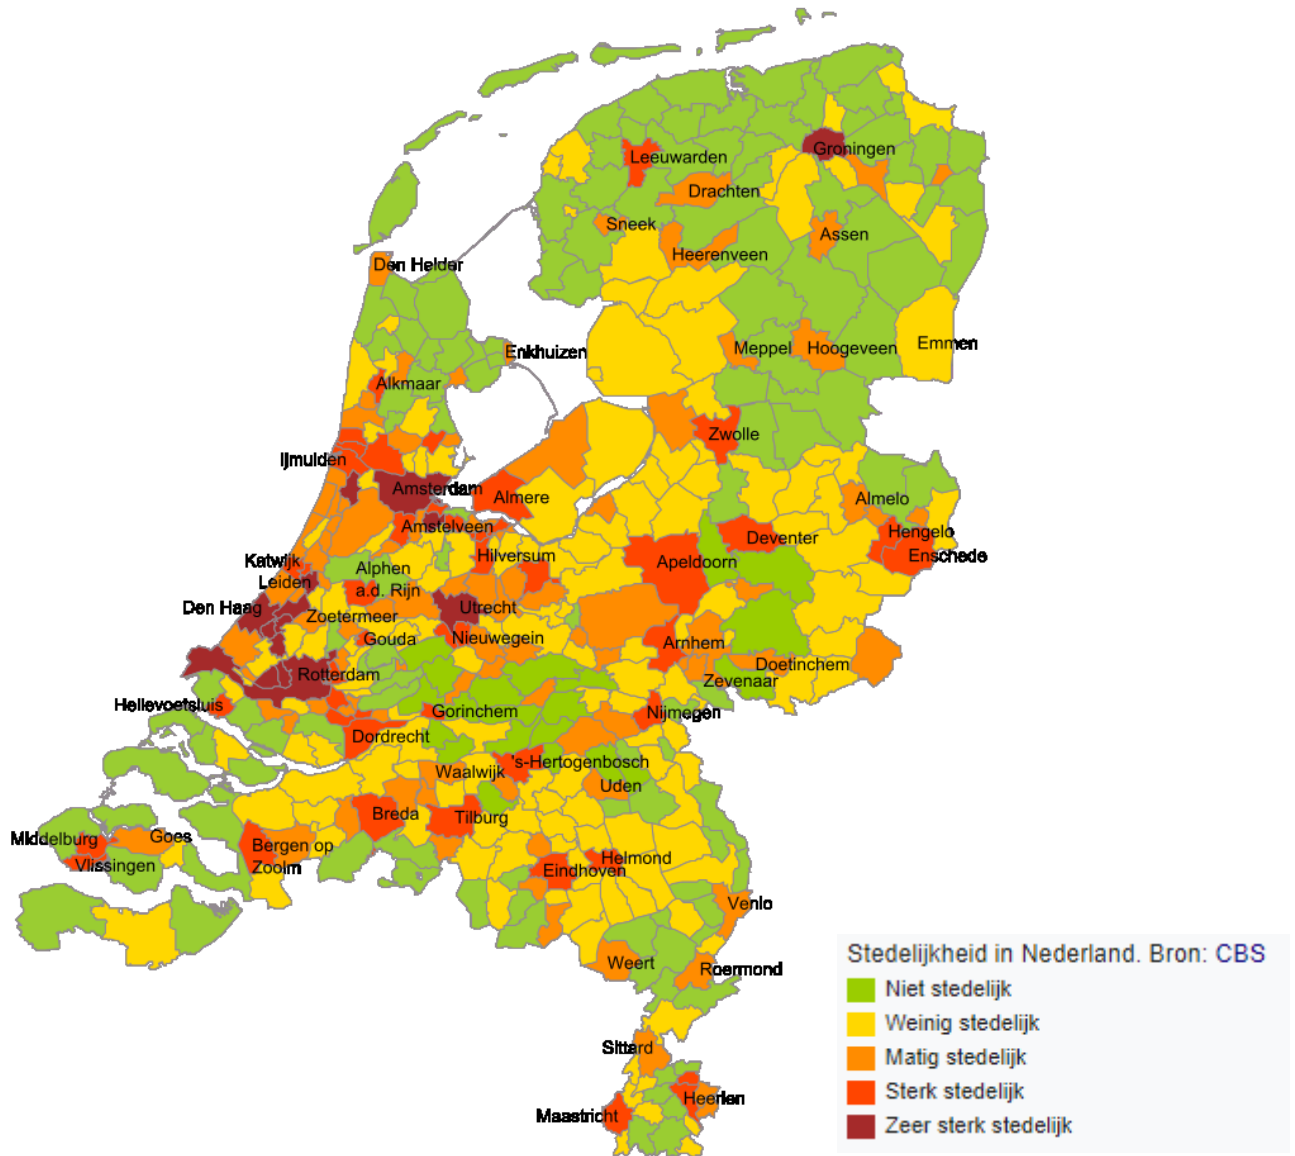 Leeuwarden
Groningen
Drachten
Sneek
Assen
Heerenveen
Den Helder
Emmen
Enkhuizen
Meppel
Hoogeveen
Alkmaar
Zwolle
Ijmuiden
Amsterdam
Almere
Almelo
Amstelveen
Hengelo
Deventer
Enschede
Hilversum
Katwijk
Apeldoorn
Alphen
a.d. Rijn
Leiden
Den Haag
Utrecht
Zoetermeer
Gouda
Nieuwegein
Arnhem
Doetinchem
Rotterdam
Zevenaar
Hellevoetsluis
Gorinchem
Nijmegen
Dordrecht
's-Hertogenbosch
Waalwijk
Uden
Breda
Tilburg
Middelburg
Goes
Bergen op
Zoolm
Vlissingen
Helmond
Eindhoven
Venlo
Weert
Roermond
Sittard
Heerlen
Maastricht
Stedelijkheid in Nederland. Bron: CBS
Niet stedelijk
Weinig stedelijk
Matig stedelijk
Sterk stedelijk
Zeer sterk stedelijk